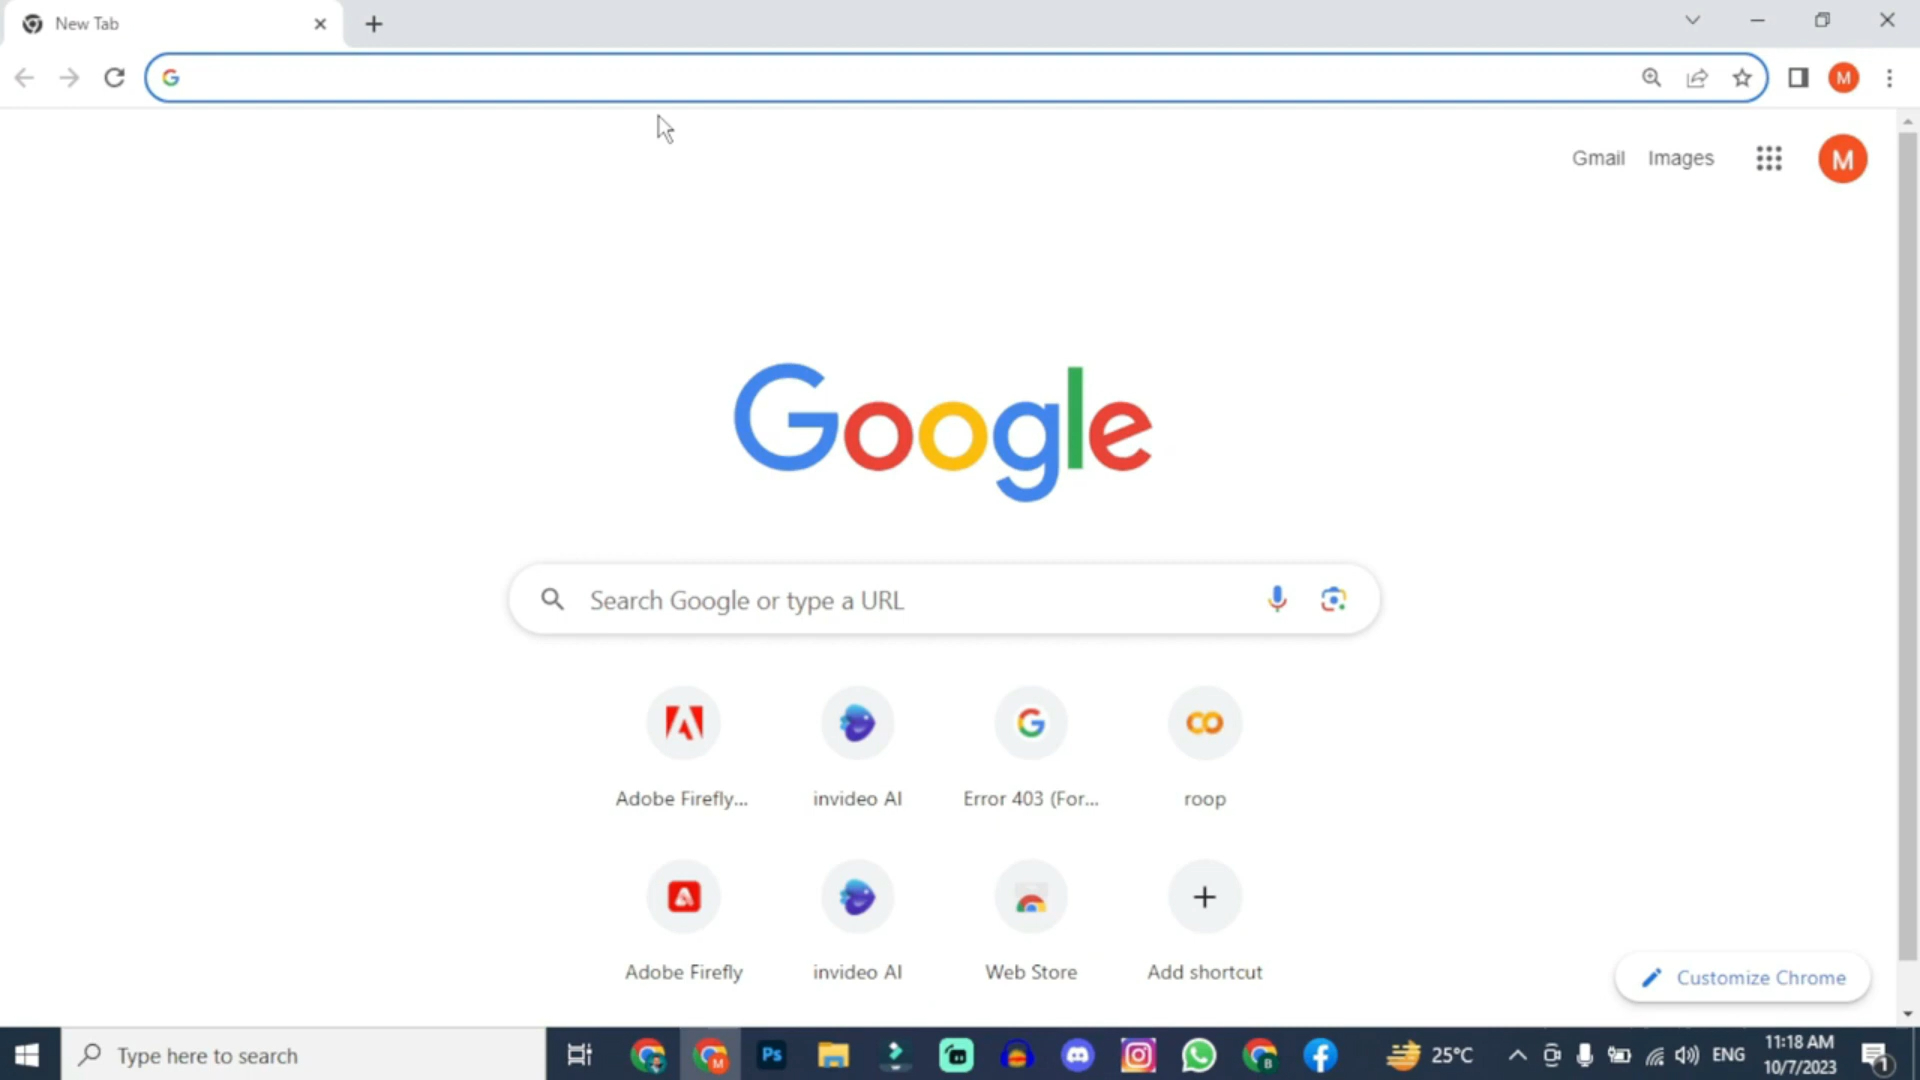 New Tab
Gmail Images
M
Google
Search Google or type a URL
Adobe Firefly... invideo AI Error 403 (For... roop
Adobe Firefly invideo AI Web Store Add shortcut
Customize Chrome
Type here to search
Ps
25°C
ENG
11:18 AM
10/7/2023
1